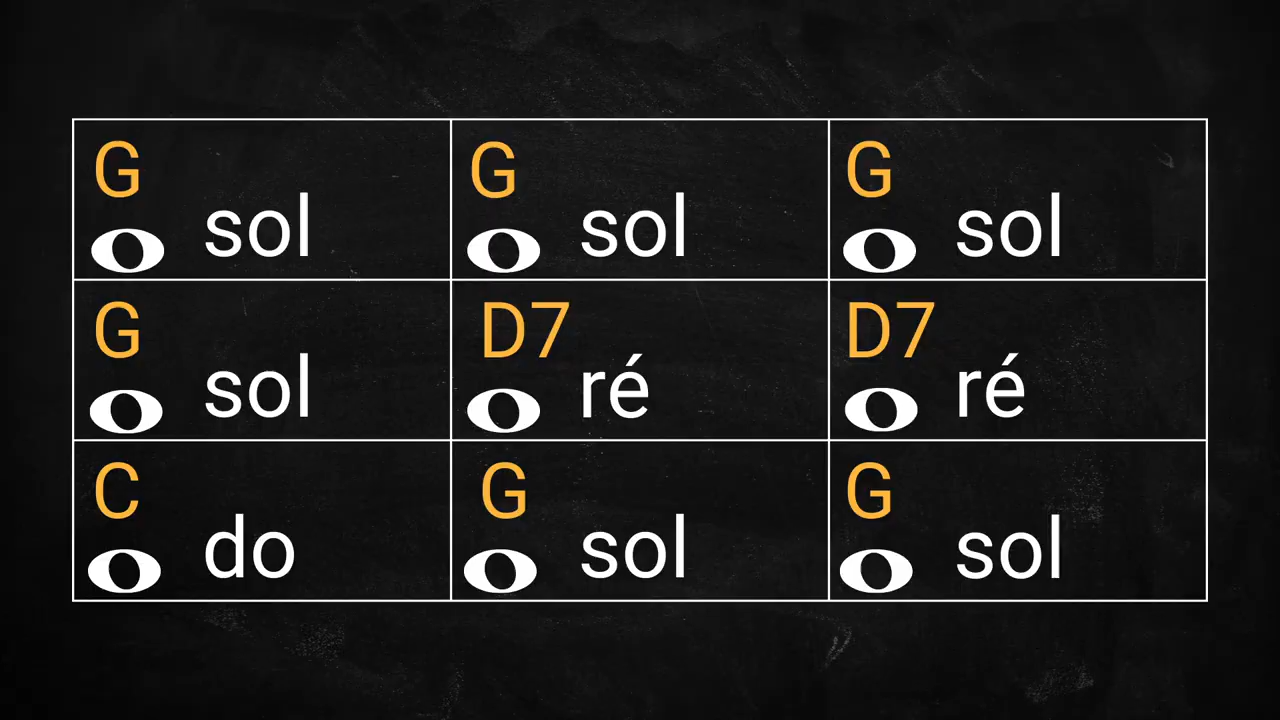 G G G
sol sol sol
G D7 D7
sol ré ré
C G G
do sol sol